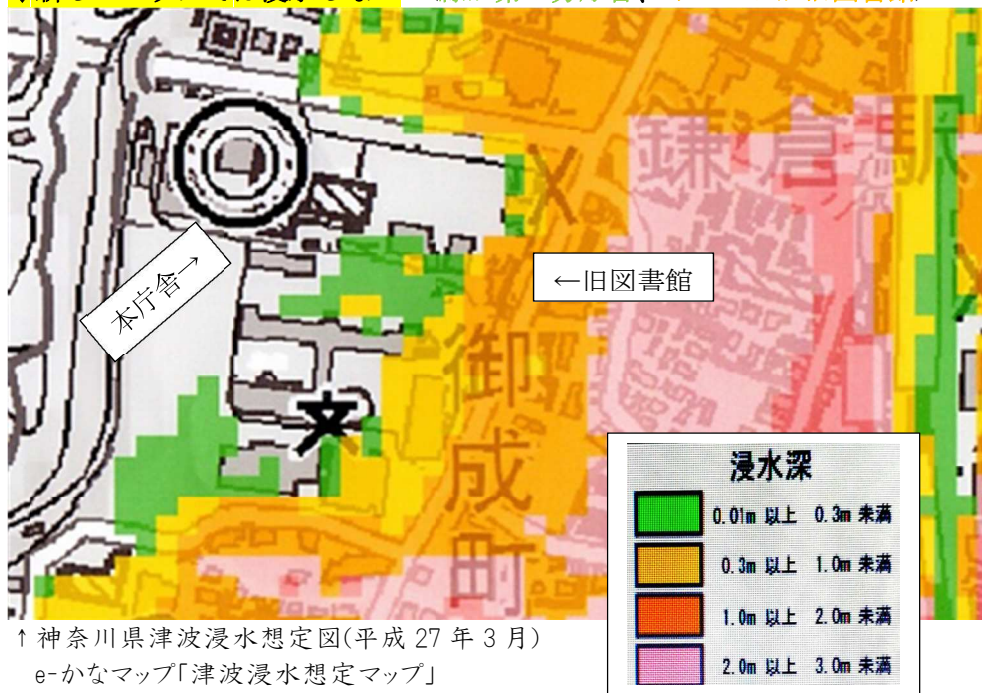 鎌倉駅
本庁舎→
←旧図書館
御成町
文
浸水深
0.01m 以上 0.3m 未満
0.3m 以上 1.0m 未満
1.0m 以上 2.0m 未満
2.0m 以上 3.0m 未満
↑神奈川県津波浸水想定図(平成 27 年 3 月)
e-かなマップ「津波浸水想定マップ」